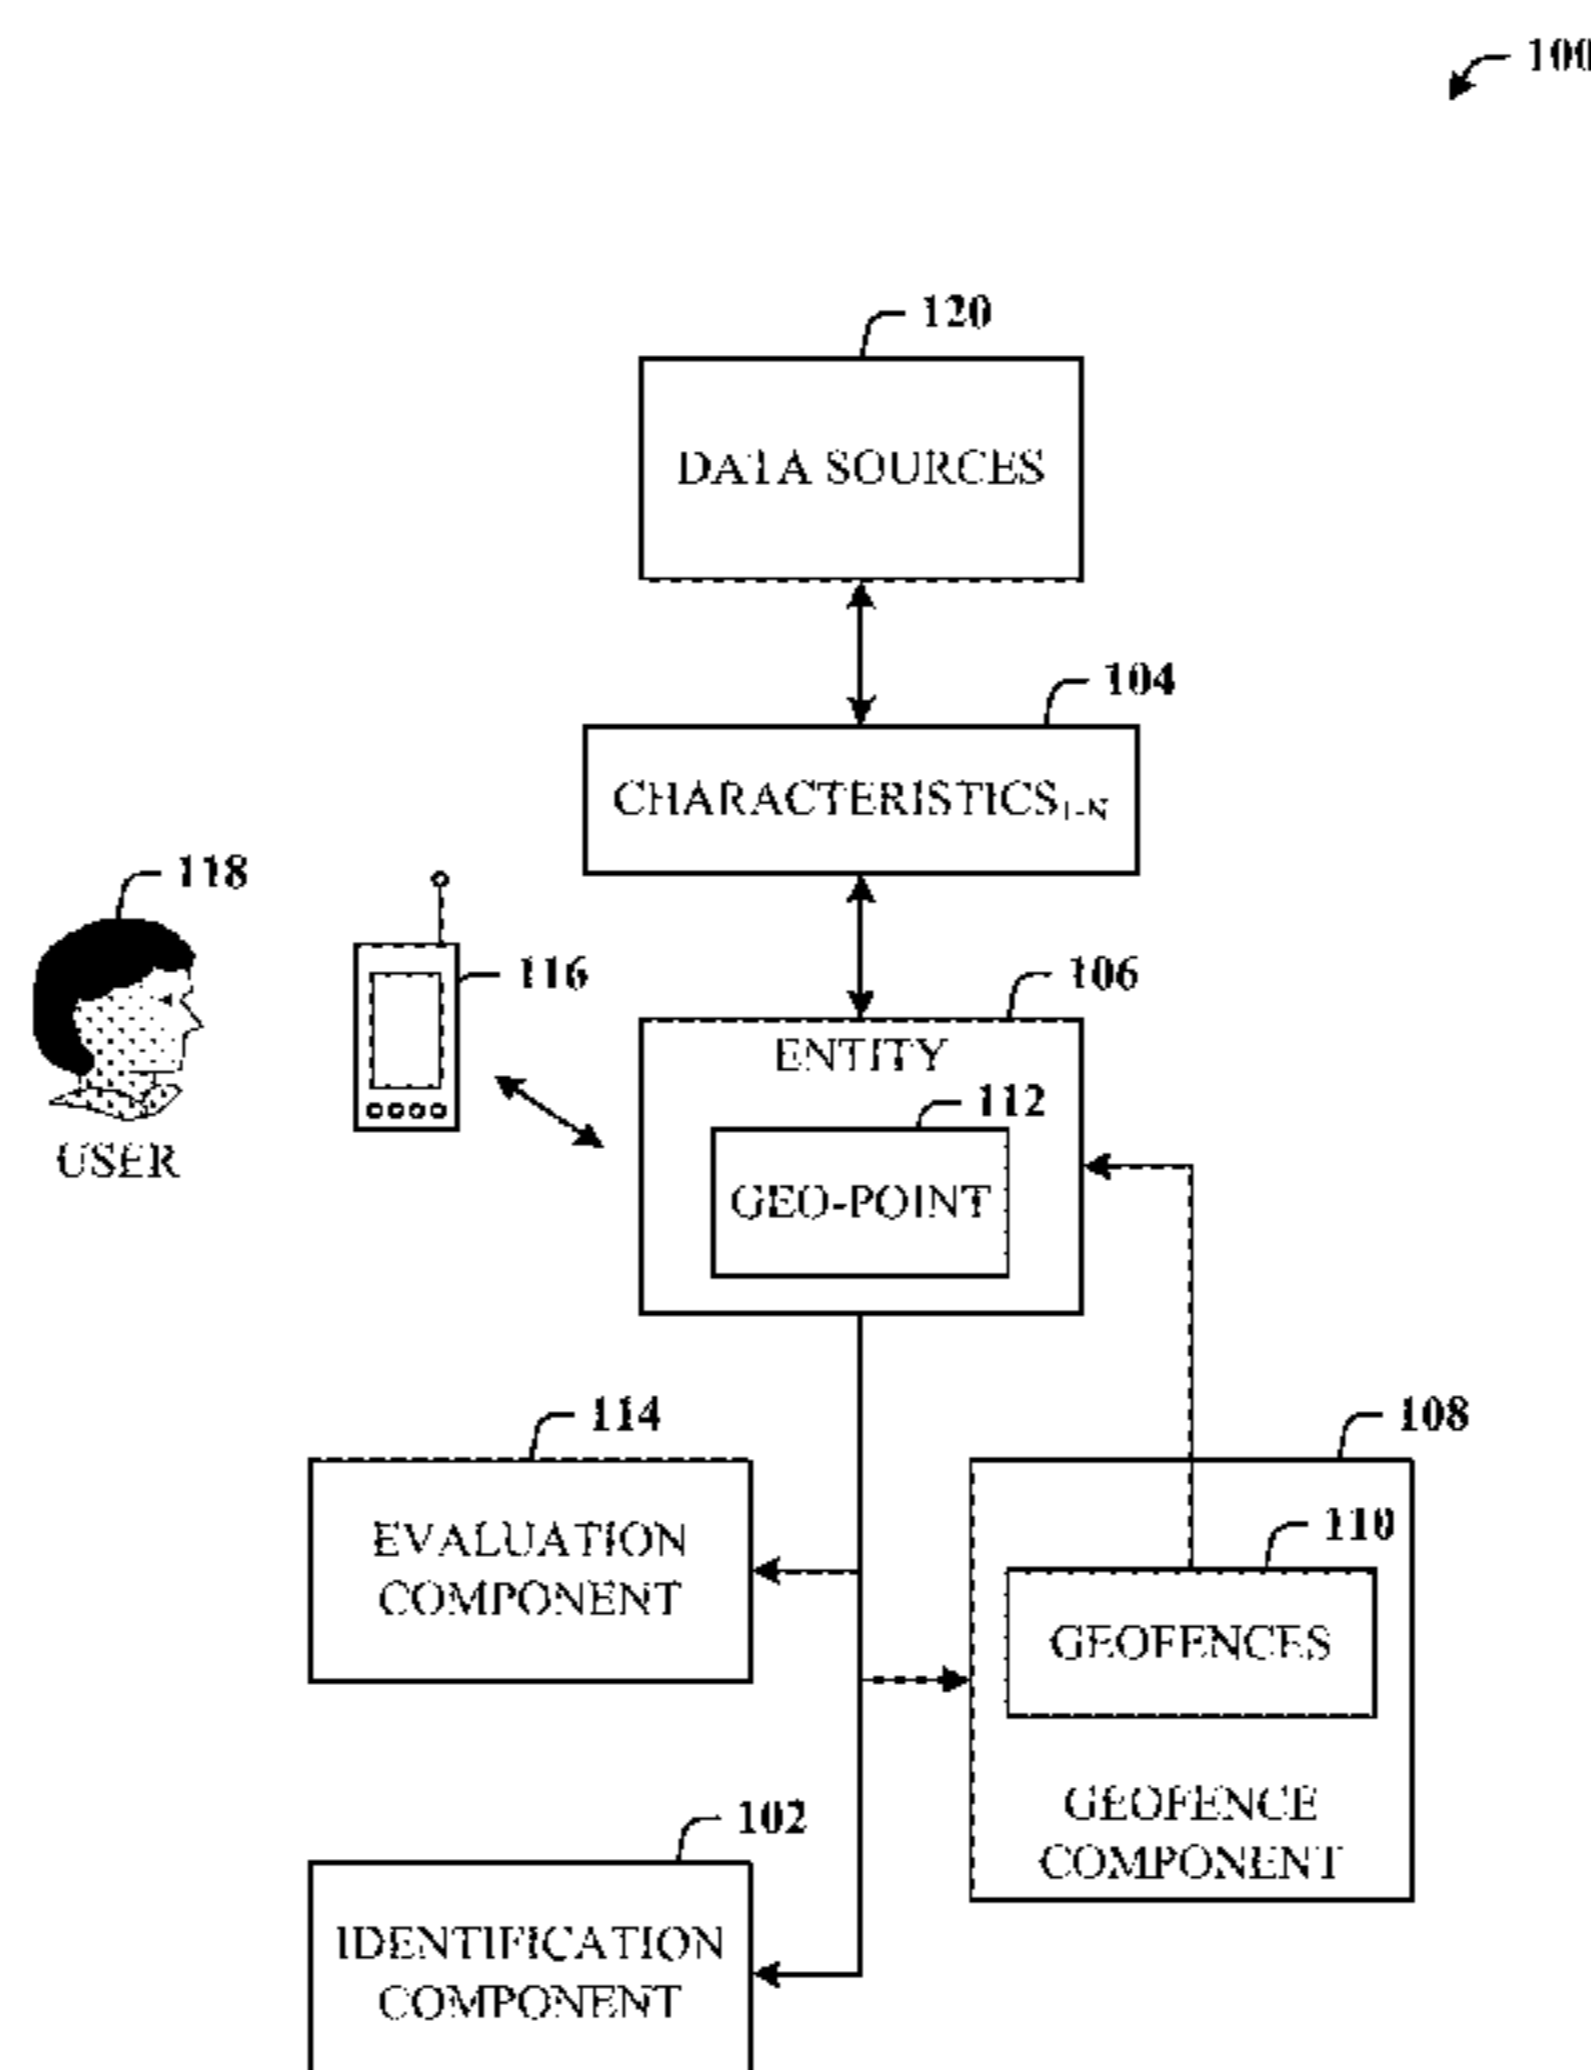 100
120
DATA SOURCES
104
CHARACTERISTICS1-N
118
116
106
ENTITY
112
GEO-POINT
USER
114
EVALUATION
COMPONENT
108
110
GEOFENCES
GEOFENCE
COMPONENT
102
IDENTIFICATION
COMPONENT